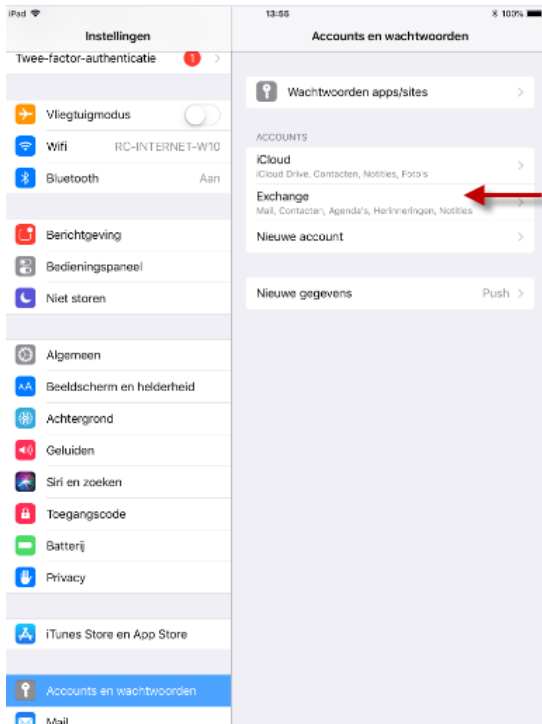 iPad 13:56 100%
Instellingen
Twee-factor-authenticatie 1
Vliegtuigmodus
Wifi RC-INTERNET-W10
Bluetooth Aan
Berichtgeving
Bedieningspaneel
Niet storen
Algemeen
Beeldscherm en helderheid
Achtergrond
Geluiden
Siri en zoeken
Toegangscode
Batterij
Privacy
iTunes Store en App Store
Accounts en wachtwoorden
Mail
Accounts en wachtwoorden
Wachtwoorden apps/sites
ACCOUNTS
iCloud
iCloud Drive, Contacten, Notities, Foto's
Exchange
Mail, Contacten, Agenda's, Herinneringen, Notities
Nieuwe account
Nieuwe gegevens Push